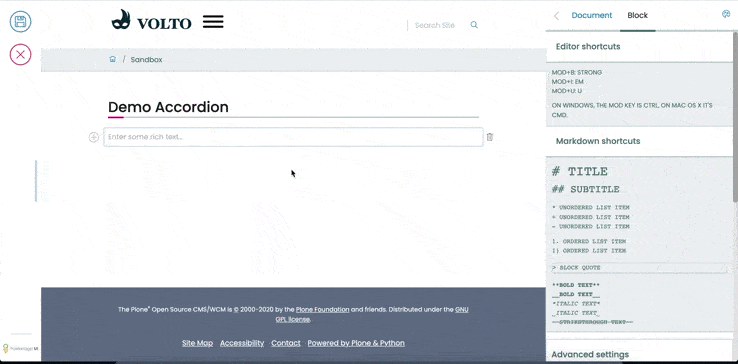 VOLTO
Search Site
Document
Block
Sandbox
Demo Accordion
Enter some rich text...
Editor shortcuts
MOD+B: STRONG
MOD+I: EM
MOD+U: U
ON WINDOWS, THE MOD KEY IS CTRL, ON MAC OS X IT'S
CMD.
Markdown shortcuts
# TITLE
## SUBTITLE
* UNORDERED LIST ITEM
+ UNORDERED LIST ITEM
- UNORDERED LIST ITEM
1. ORDERED LIST ITEM
1) ORDERED LIST ITEM
> BLOCK QUOTE
**BOLD TEXT**
__BOLD TEXT__
*ITALIC TEXT*
_ITALIC TEXT_
~~STRIKETHROUGH TEXT~~
Advanced settings
The Plone® Open Source CMS/WCM is © 2000-2020 by the Plone Foundation and friends. Distributed under the GNU
GPL license.
Site Map Accessibility Contact Powered by Plone & Python